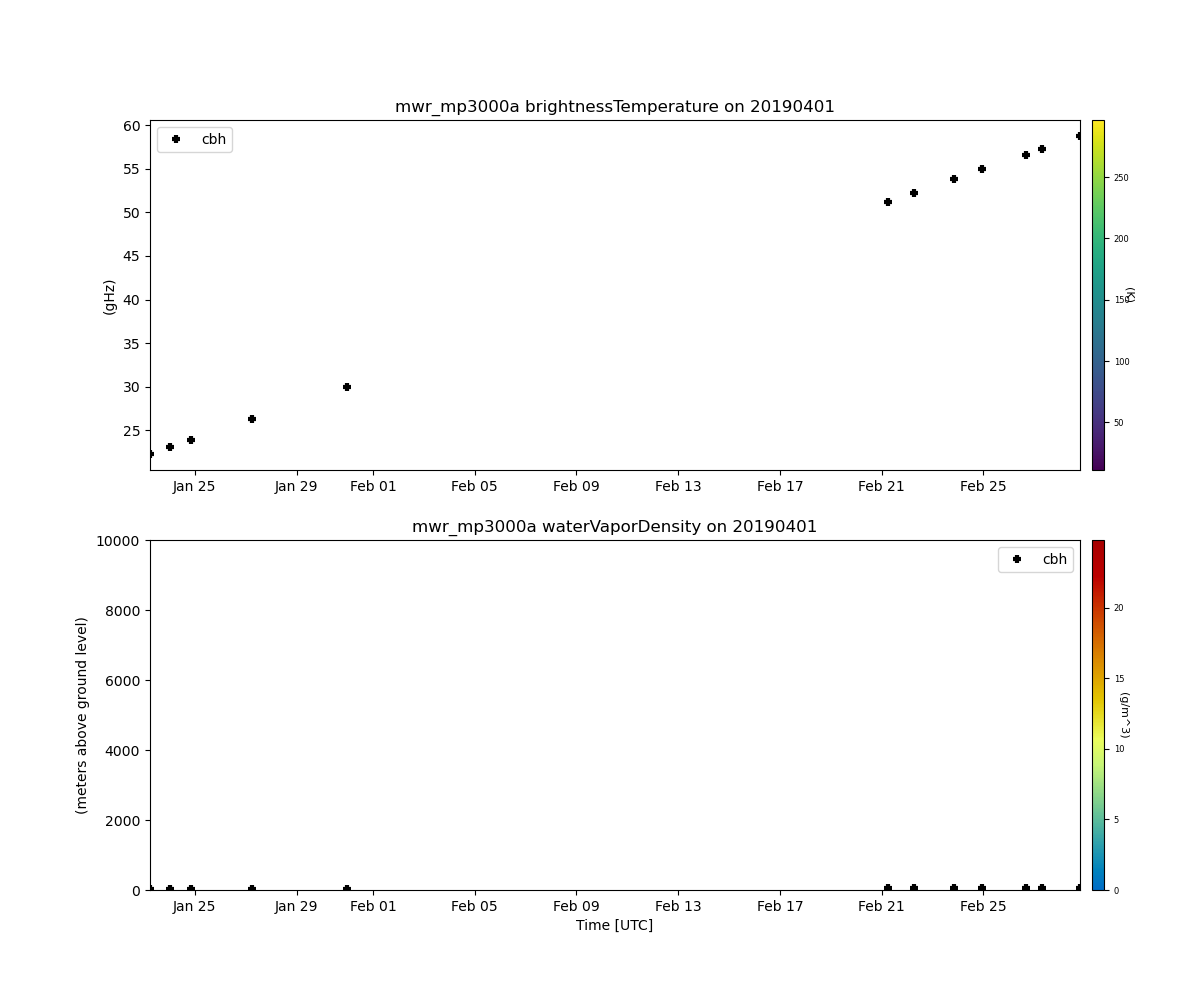 mwr_mp3000a brightnessTemperature on 20190401
cbh
60
55
50
45
40
35
30
25
(gHz)
Jan 25 Jan 29 Feb 01 Feb 05 Feb 09 Feb 13 Feb 17 Feb 21 Feb 25
250
200
150
100
50
(K)
mwr_mp3000a waterVaporDensity on 20190401
cbh
10000
8000
6000
4000
2000
0
(meters above ground level)
Jan 25 Jan 29 Feb 01 Feb 05 Feb 09 Feb 13 Feb 17 Feb 21 Feb 25
Time [UTC]
20
15
10
5
0
(g/m^3)